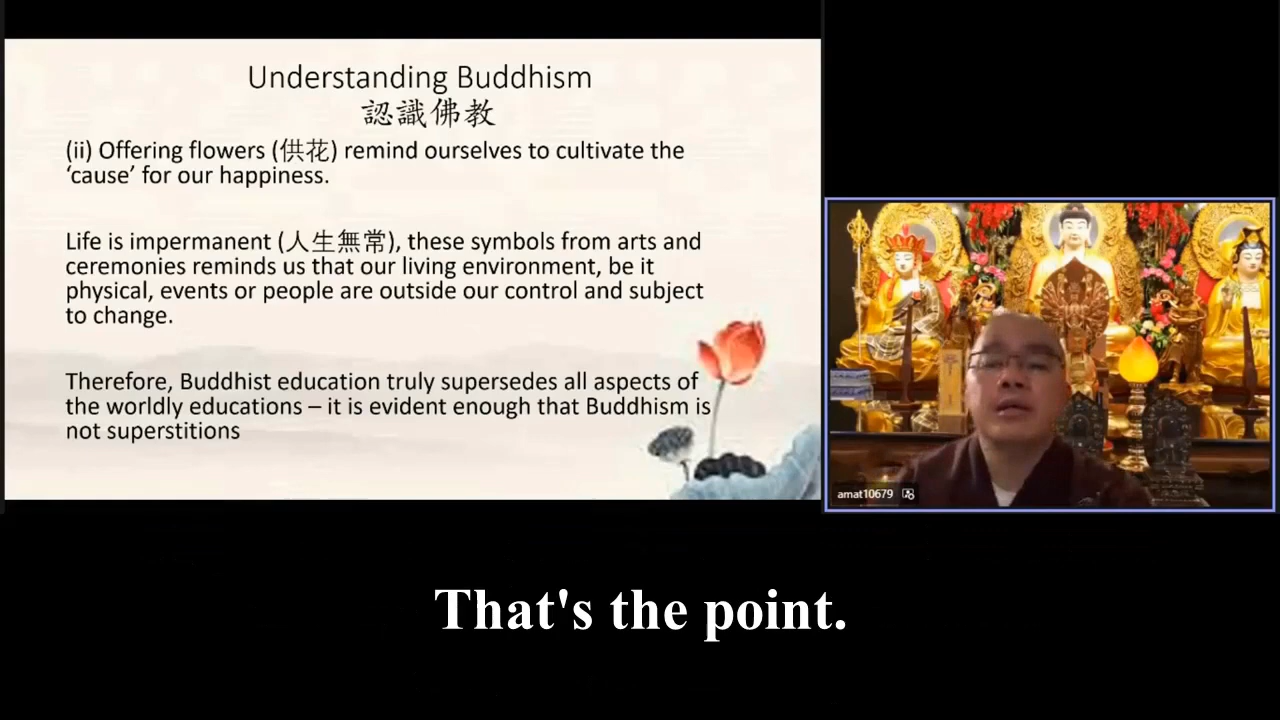 Understanding Buddhism
認識佛教
(ii) Offering flowers (供花) remind ourselves to cultivate the
‘cause’ for our happiness.
Life is impermanent (人生無常), these symbols from arts and
ceremonies reminds us that our living environment, be it
physical, events or people are outside our control and subject
to change.
Therefore, Buddhist education truly supersedes all aspects of
the worldly educations – it is evident enough that Buddhism is
not superstitions
amat10679
That's the point.